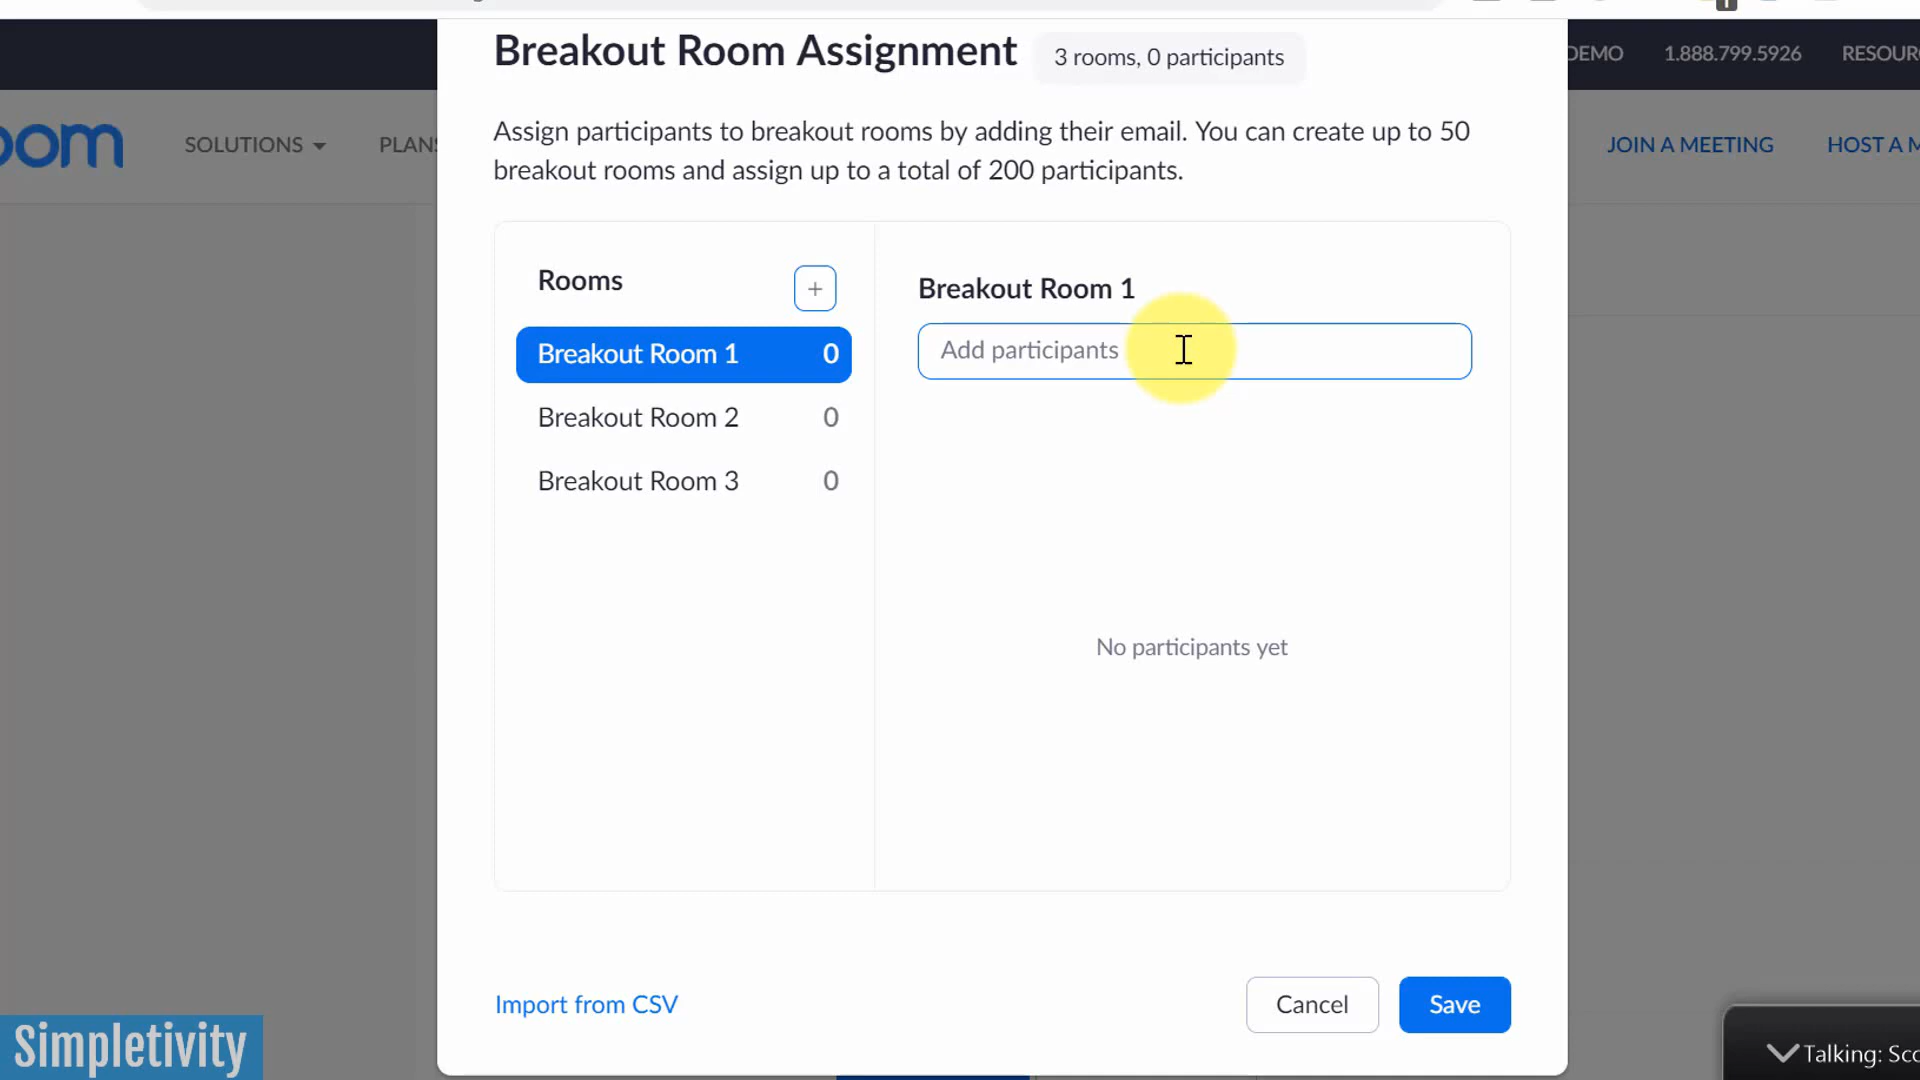 Breakout Room Assignment
3 rooms, 0 participants
DEMO
1.888.799.5926
Assign participants to breakout rooms by adding their email. You can create up to 50
breakout rooms and assign up to a total of 200 participants.
SOLUTIONS
JOIN A MEETING
HOST A
Rooms
+
Breakout Room 1 0
Breakout Room 2 0
Breakout Room 3 0
Breakout Room 1
Add participants
No participants yet
Import from CSV
Cancel
Save
Simpletivity
Talking: